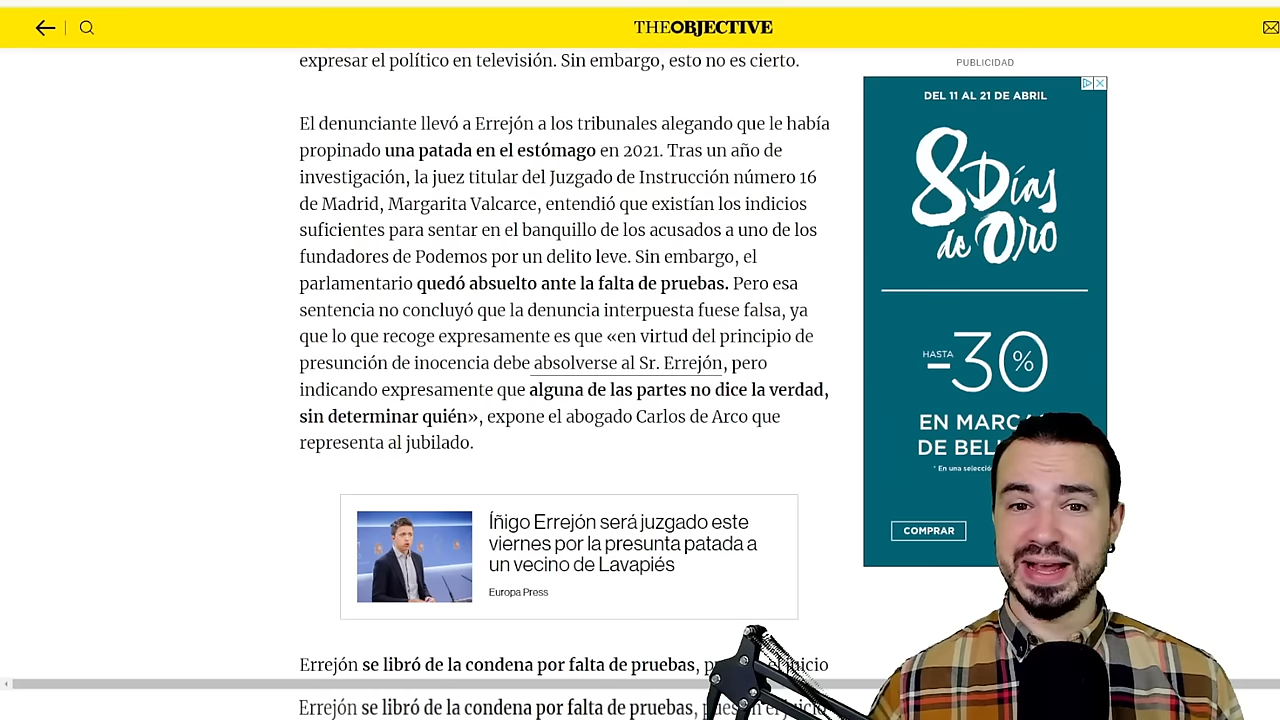 THEOBJECTIVE
expresar el político en televisión. Sin embargo, esto no es cierto.
El denunciante llevó a Errejón a los tribunales alegando que le había
propinado una patada en el estómago en 2021. Tras un año de
investigación, la juez titular del Juzgado de Instrucción número 16
de Madrid, Margarita Valcarce, entendió que existían los indicios
suficientes para sentar en el banquillo de los acusados a uno de los
fundadores de Podemos por un delito leve. Sin embargo, el
parlamentario quedó absuelto ante la falta de pruebas. Pero esa
sentencia no concluyó que la denuncia interpuesta fuese falsa, ya
que lo que recoge expresamente es que «en virtud del principio de
presunción de inocencia debe absolverse al Sr. Errejón, pero
indicando expresamente que alguna de las partes no dice la verdad,
sin determinar quién», expone el abogado Carlos de Arco que
representa al jubilado.
Íñigo Errejón será juzgado este
viernes por la presunta patada a
un vecino de Lavapiés
Europa Press
Errejón se libró de la condena por falta de pruebas, el inicio
Errejón se libró de la condena por falta de pruebas, pues en el juicio
PUBLICIDAD
DEL 11 AL 21 DE ABRIL
8 Días
de Oro
HASTA
-30%
EN
DE
* En una
COMPRAR